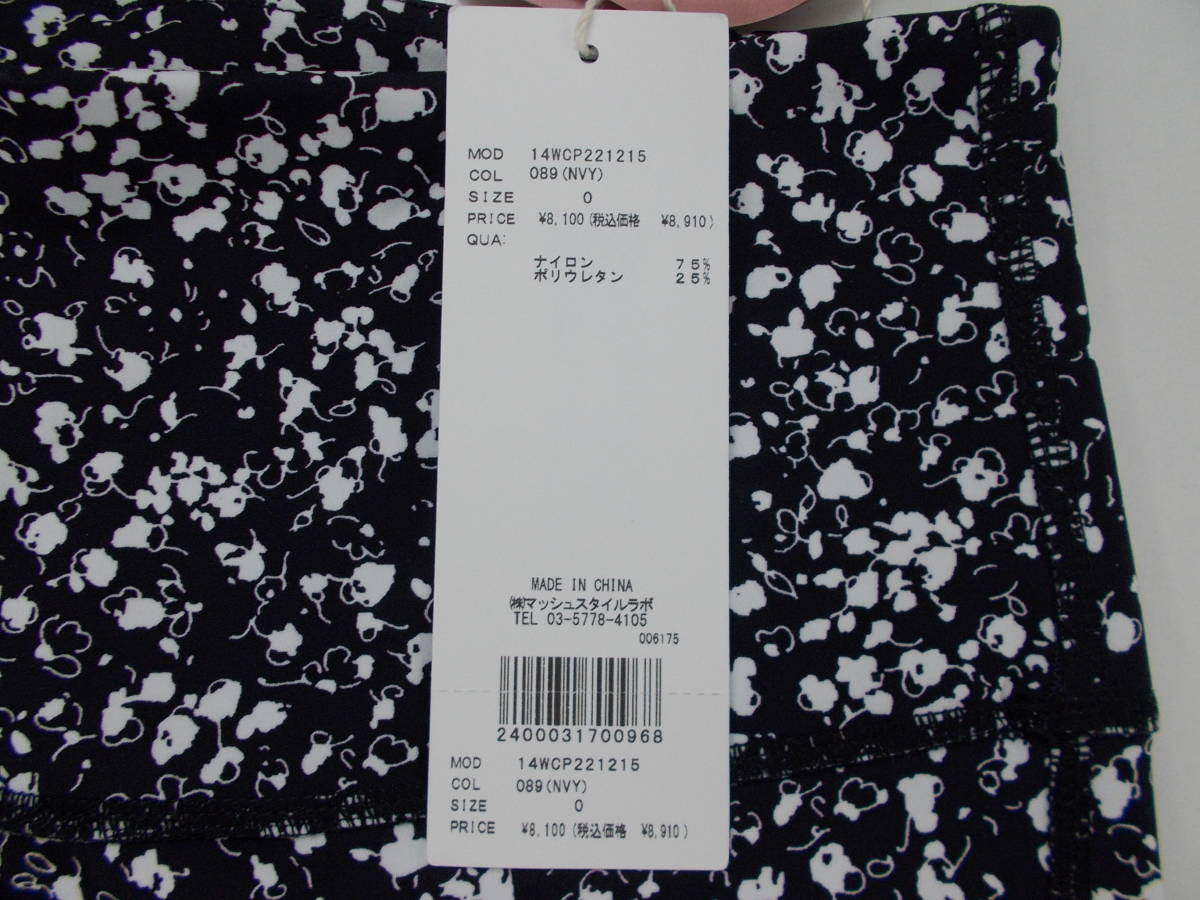 MOD 14WCP221215
COL 089(NVY)
SIZE 0
PRICE ¥8,100(税込価格 ¥8,910)
QUA:
ナイロン 75%
ポリウレタン 25%
MADE IN CHINA
㈱マッシュスタイルラボ
TEL 03-5778-4105
006175
2400031700968
MOD 14WCP221215
COL 089(NVY)
SIZE 0
PRICE ¥8,100(税込価格 ¥8,910)